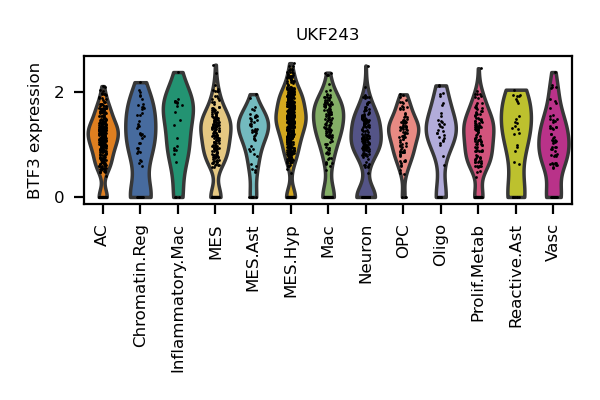 UKF243
BTF3 expression
2
0
AC
Chromatin.Reg
Inflammatory.Mac
MES
MES.Ast
MES.Hyp
Mac
Neuron
OPC
Oligo
Prolif.Metab
Reactive.Ast
Vasc